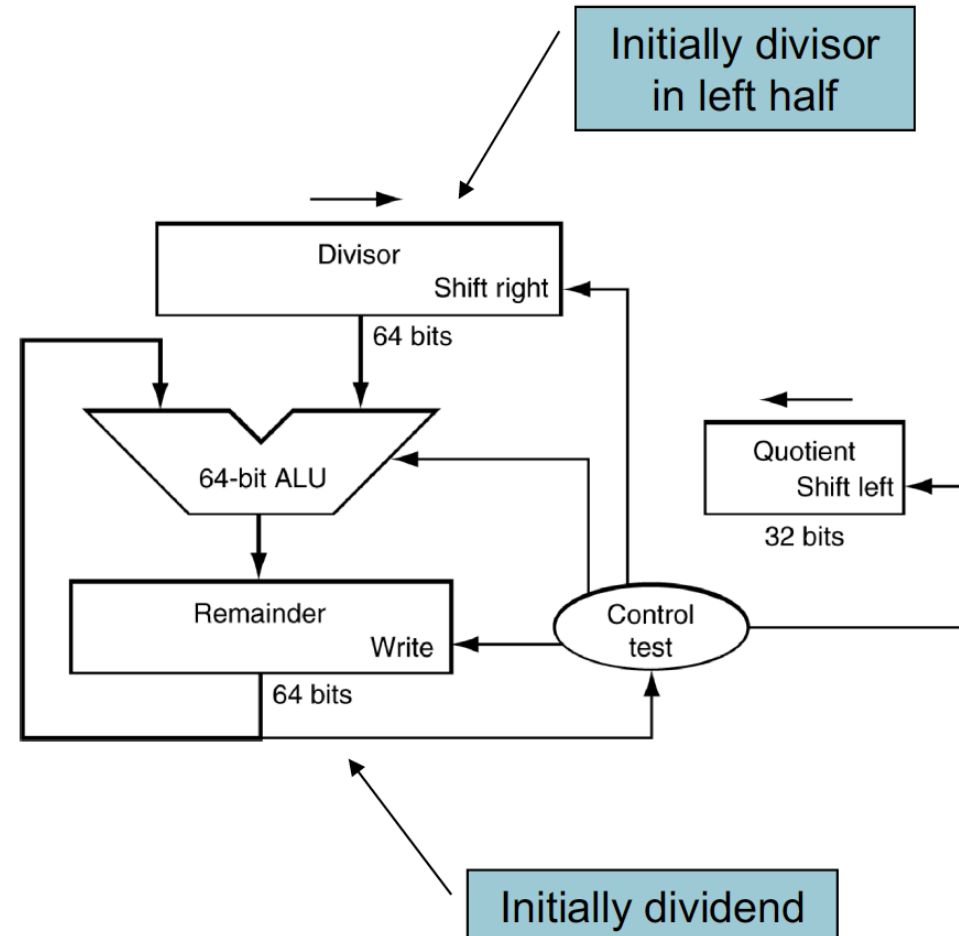 Initially divisor
in left half
Divisor
Shift right
64 bits
64-bit ALU
Quotient
Shift left
32 bits
Remainder
Write
64 bits
Control
test
Initially dividend